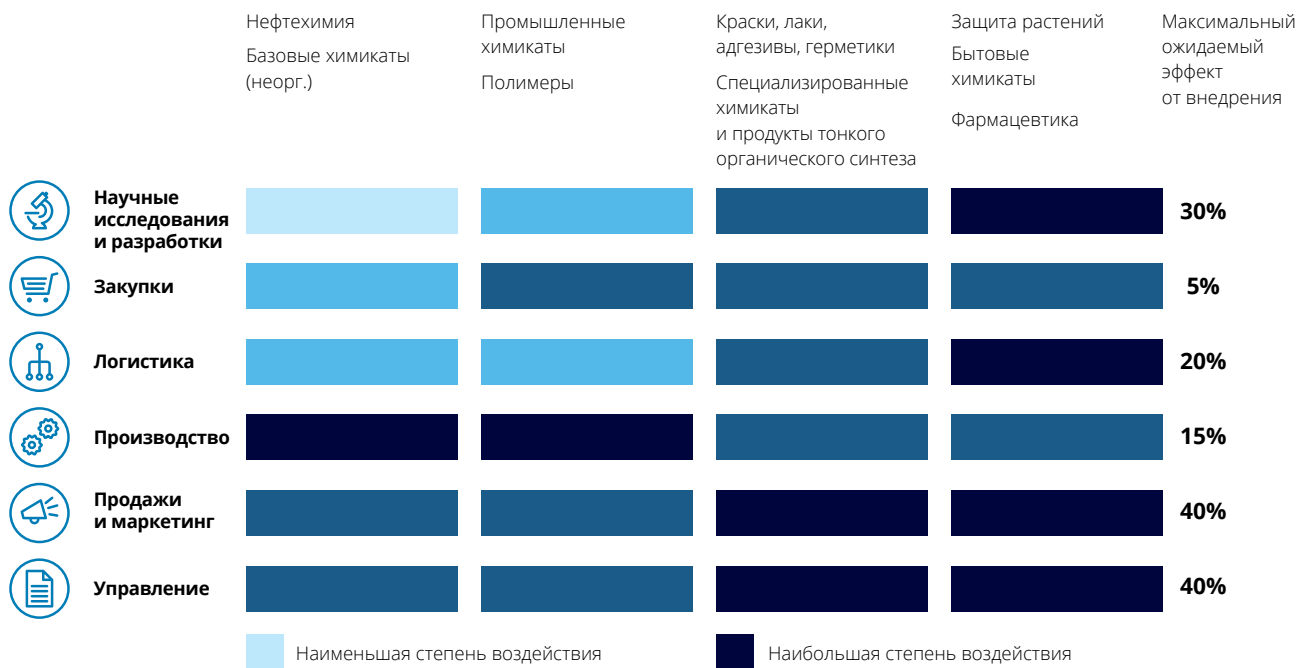 Нефтехимия
Базовые химикаты
(неорг.)
Промышленные
химикаты
Полимеры
Краски, лаки,
адгезивы, герметики
Специализированные
химикаты
и продукты тонкого
органического синтеза
Защита растений
Бытовые
химикаты
Фармацевтика
Максимальный
ожидаемый
эффект
от внедрения
Научные
исследования
и разработки
30%
Закупки
5%
Логистика
20%
Производство
15%
Продажи
и маркетинг
40%
Управление
40%
Наименьшая степень воздействия
Наибольшая степень воздействия